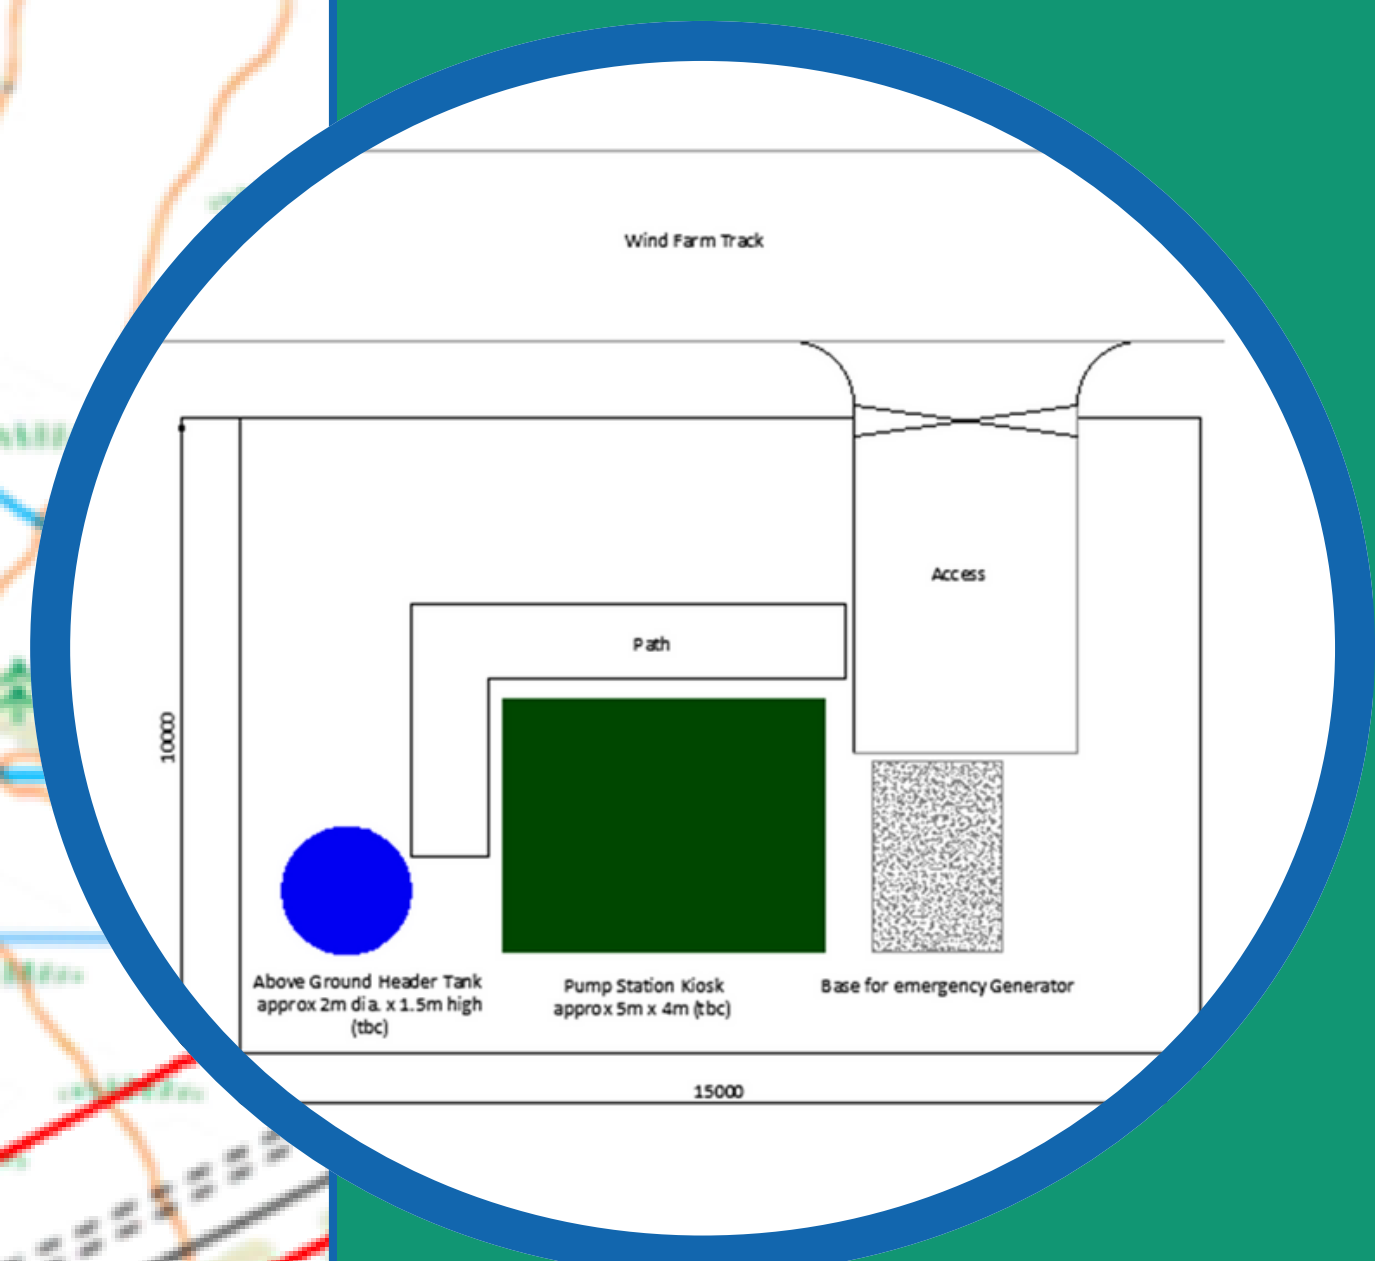 Wind Farm Track
Access
Path
10000
Above Ground Header Tank
approx 2m dia. x 1.5m high
(tbc)
Pump Station Kiosk
approx 5m x 4m (tbc)
Base for emergency Generator
15000